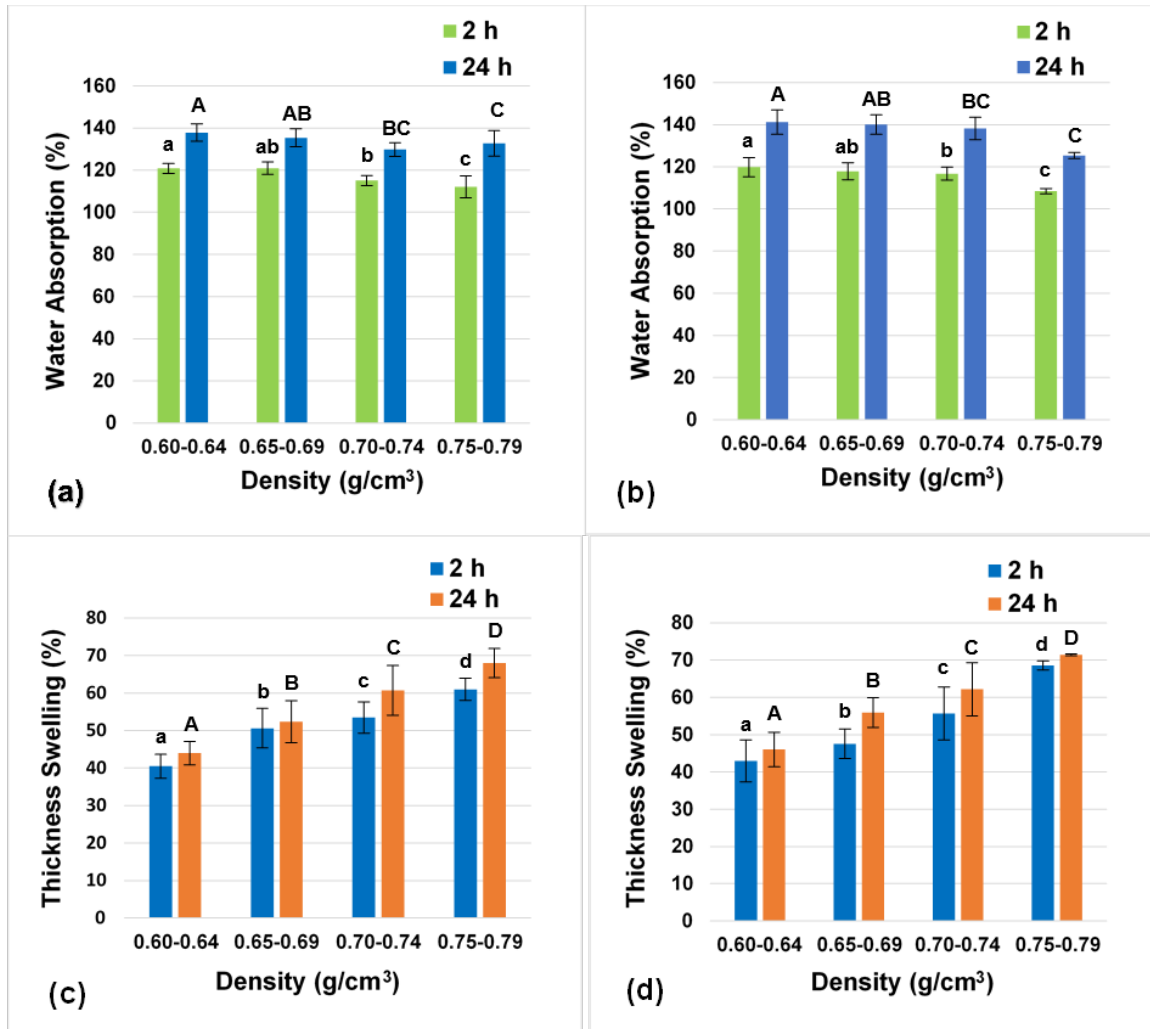 2 h
24 h
Water Absorption (%)
160
140
120
100
80
60
40
20
0
a
A
ab
AB
b
BC
c
C
0.60-0.64 0.65-0.69 0.70-0.74 0.75-0.79
Density (g/cm³)
(a)
2 h
24 h
Water Absorption (%)
160
140
120
100
80
60
40
20
0
a
A
ab
AB
b
BC
c
C
0.60-0.64 0.65-0.69 0.70-0.74 0.75-0.79
Density (g/cm³)
(b)
2 h
24 h
Thickness Swelling (%)
80
70
60
50
40
30
20
10
0
a
A
b
B
c
C
d
D
0.60-0.64 0.65-0.69 0.70-0.74 0.75-0.79
Density (g/cm³)
(c)
2 h
24 h
Thickness Swelling (%)
80
70
60
50
40
30
20
10
0
a
A
b
B
c
C
d
D
0.60-0.64 0.65-0.69 0.70-0.74 0.75-0.79
Density (g/cm³)
(d)